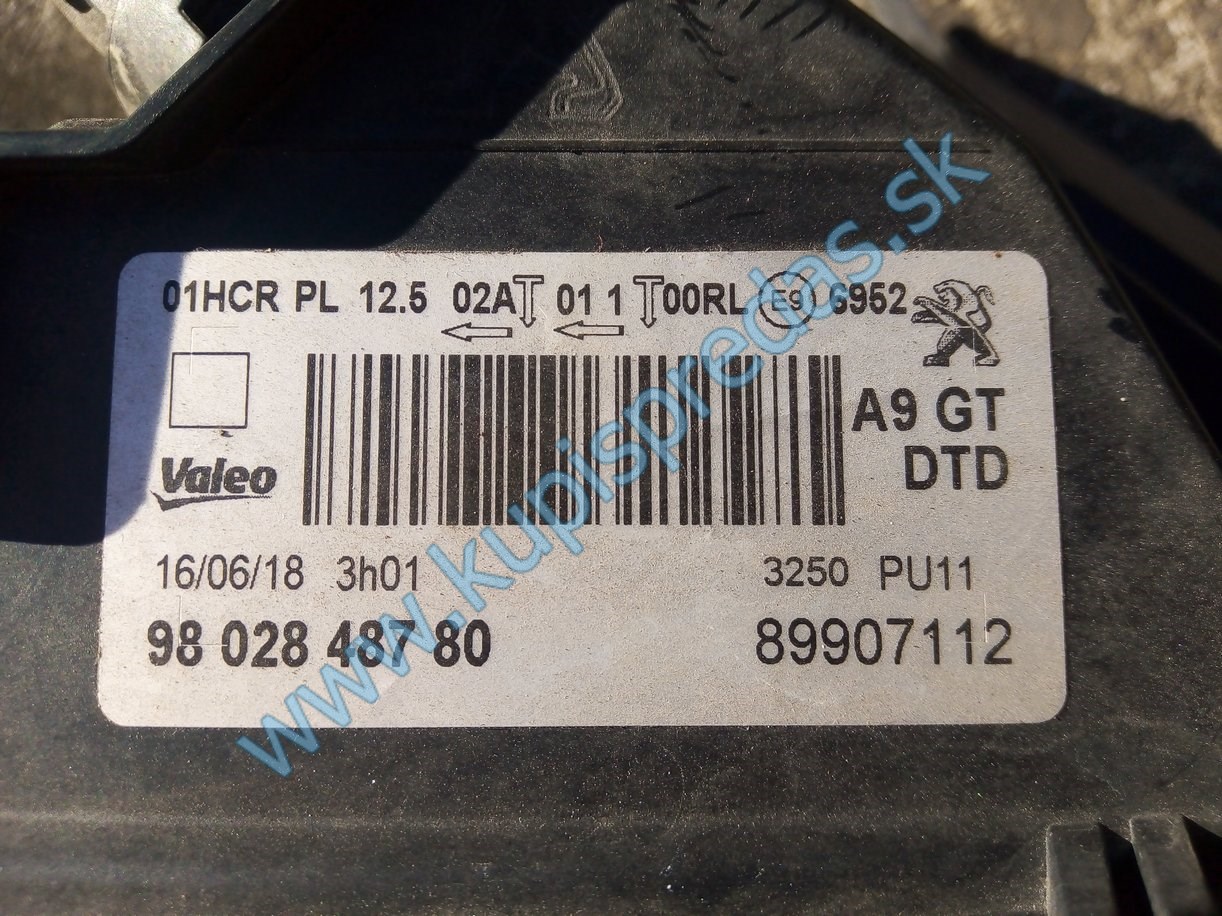 01HCR PL 12.5 02A 01 1 00RL E9 6952
A9 GT
DTD
Valeo
16/06/18 3h01 3250 PU11
98 028 487 80 89907112
www.kupispredas.sk